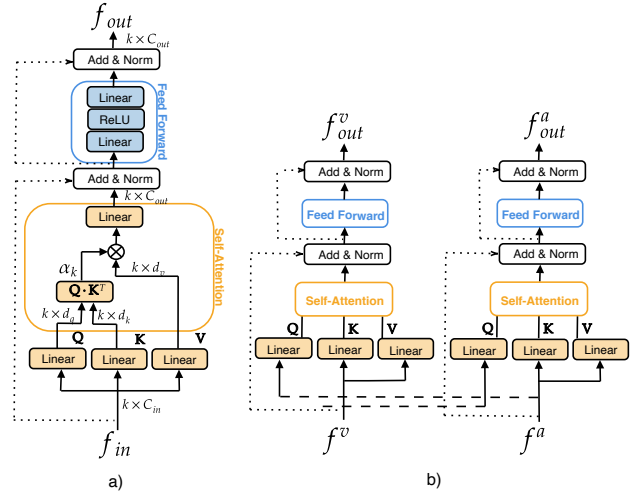 f_out
k × C_out
Add & Norm
Linear
ReLU
Linear
Feed Forward
Add & Norm
k × C_out
Linear
Self-Attention
α_k
k × d_v
Q·K^T
k × d_q
k × d_k
Q
K
V
Linear
Linear
Linear
k × C_in
f_in
a)
f^v_out
Add & Norm
Feed Forward
Add & Norm
Self-Attention
Q
K
V
Linear
Linear
Linear
f^v
f^a_out
Add & Norm
Feed Forward
Add & Norm
Self-Attention
Q
K
V
Linear
Linear
Linear
f^a
b)